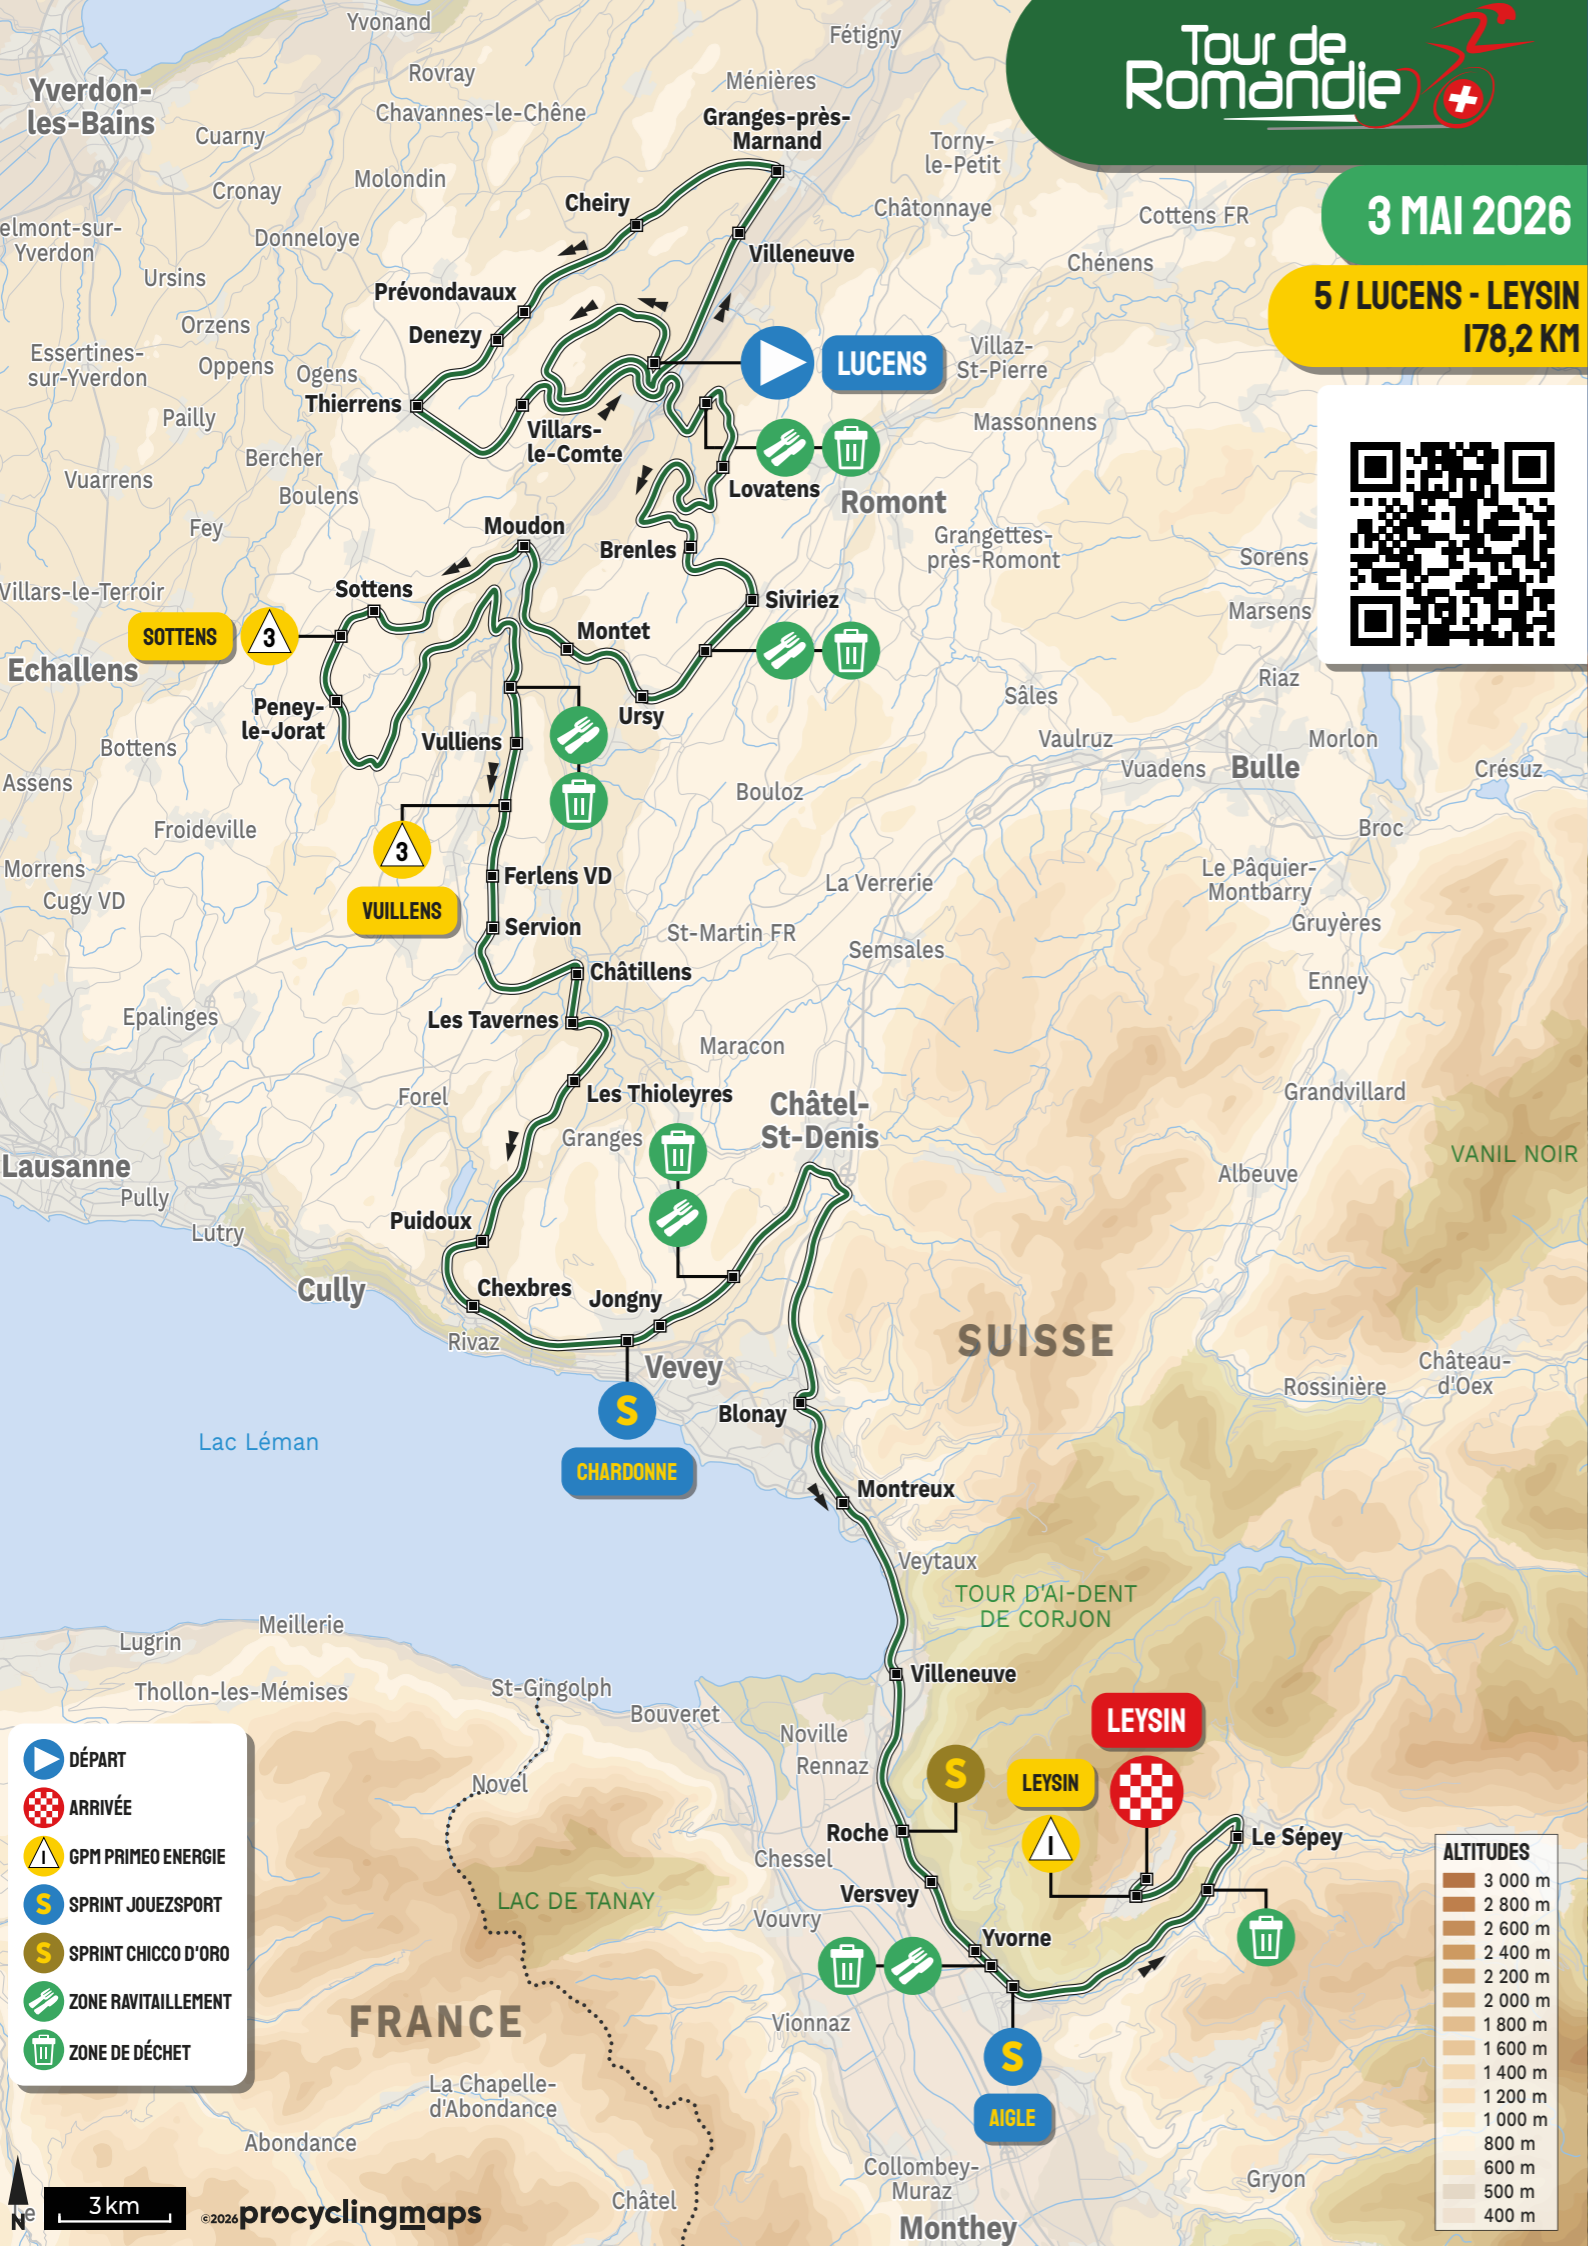 Tour de
Romandie
3 MAI 2026
5 / LUCENS - LEYSIN
178,2 KM
Yvonand
Fétigny
Rovray
Ménières
Yverdon-
les-Bains
Chavannes-le-Chêne
Granges-près-
Marnand
Cuarny
Torny-
le-Petit
Molondin
Cronay
Cheiry
Châtonnaye
Cottens FR
elmont-sur-
Yverdon
Donneloye
Villeneuve
Chénens
Ursins
Prévondavaux
Orzens
Denezy
Essertines-
sur-Yverdon
Oppens
Ogens
LUCENS
Villaz-
St-Pierre
Thierrens
Pailly
Villars-
le-Comte
Massonnens
Bercher
Vuarrens
Boulens
Lovatens
Romont
Fey
Moudon
Brenles
Grangettes-
près-Romont
Sorens
Villars-le-Terroir
Sottens
Siviriez
Marsens
SOTTENS
3
Montet
Echallens
Riaz
Peney-
le-Jorat
Ursy
Sâles
Bottens
Vulliens
Vaulruz
Morlon
Vuadens
Bulle
Crésuz
Assens
Bouloz
Froideville
3
Broc
Morrens
Cugy VD
Ferlens VD
La Verrerie
Le Pâquier-
Montbarry
VUILLENS
Servion
St-Martin FR
Gruyères
Semsales
Châtillens
Enney
Epalinges
Les Tavernes
Maracon
Forel
Les Thioleyres
Châtel-
St-Denis
Grandvillard
Granges
VANIL NOIR
Lausanne
Albeuve
Pully
Puidoux
Lutry
Cully
Chexbres
Jongny
Rivaz
SUISSE
Vevey
Château-
d'Oex
Rossinière
S
Blonay
Lac Léman
CHARDONNE
Montreux
Veytaux
TOUR D'AI-DENT
DE CORJON
Meillerie
Lugrin
Villeneuve
Thollon-les-Mémises
St-Gingolph
Bouveret
Noville
LEYSIN
Rennaz
S
LEYSIN
Novel
1
Roche
Le Sépey
Chessel
Versvey
LAC DE TANAY
Vouvry
Yvorne
FRANCE
Vionnaz
S
La Chapelle-
d'Abondance
AIGLE
Abondance
Collombey-
Muraz
Gryon
Châtel
Monthey
DÉPART
ARRIVÉE
1 GPM PRIMEO ENERGIE
S SPRINT JOUEZSPORT
S SPRINT CHICCO D'ORO
ZONE RAVITAILLEMENT
ZONE DE DÉCHET
ALTITUDES
3 000 m
2 800 m
2 600 m
2 400 m
2 200 m
2 000 m
1 800 m
1 600 m
1 400 m
1 200 m
1 000 m
800 m
600 m
500 m
400 m
N
3 km
©2026 procyclingmaps